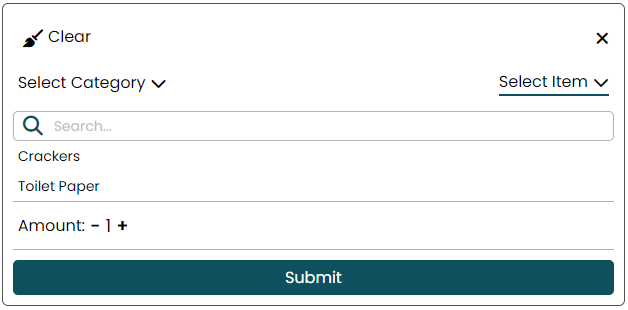 Clear
Select Category Select Item
Search...
Crackers
Toilet Paper
Amount: - 1 +
Submit